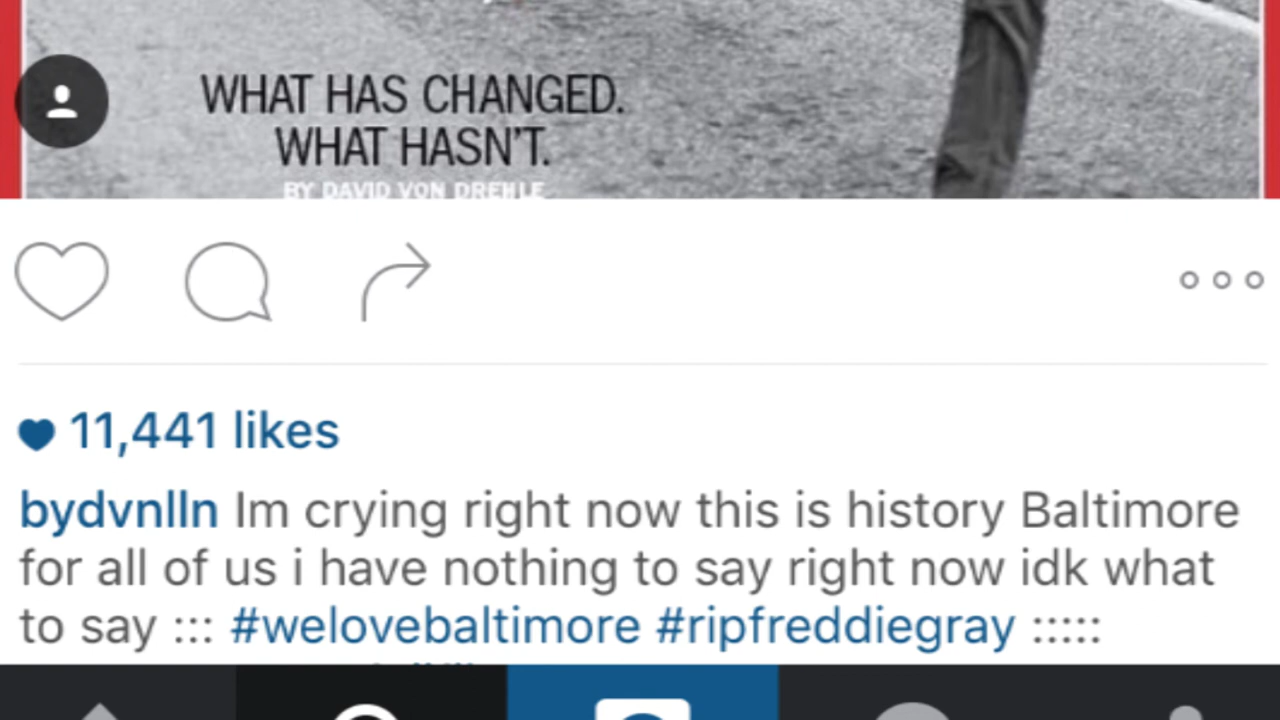 WHAT HAS CHANGED.
WHAT HASN'T.
BY DAVID VON DREHLE
11,441 likes
bydvnlln Im crying right now this is history Baltimore
for all of us i have nothing to say right now idk what
to say ::: #welovebaltimore #ripfreddiegray :::::